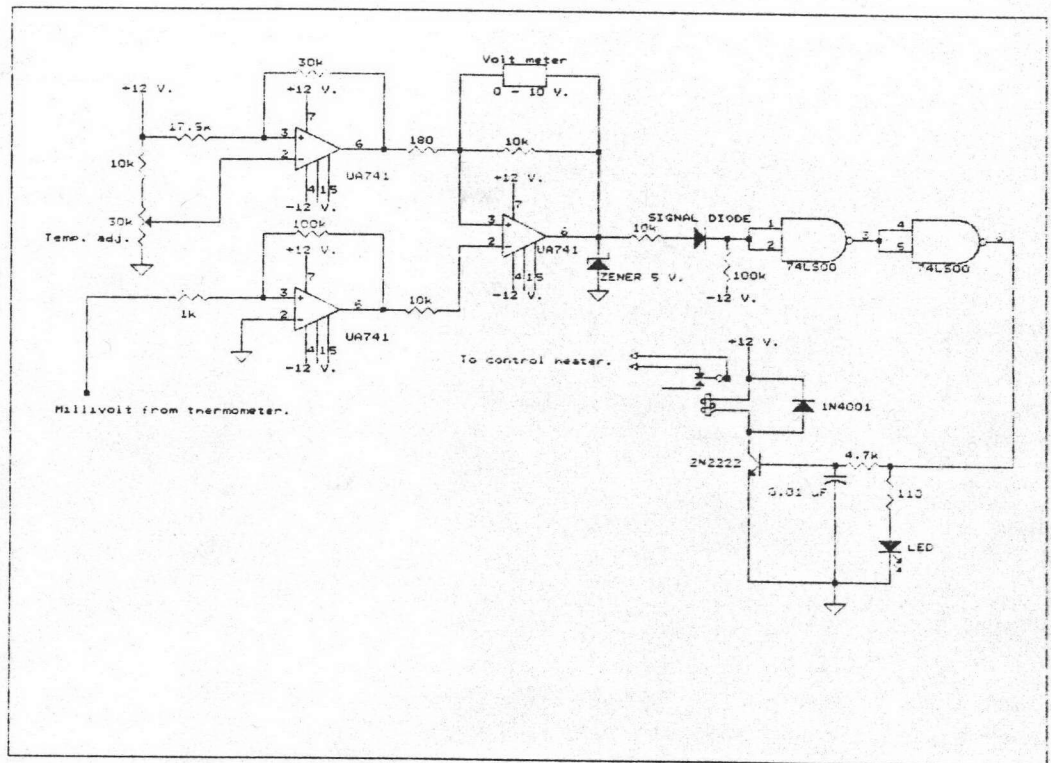 30k
+12 V.
7
+12 V.
17.5k
3
+
2
-
6
UA741
4 1 5
-12 V.
10k
30k
Temp. adj.
180
Volt meter
0 - 10 V.
10k
+12 V.
7
3
+
2
-
6
UA741
4 1 5
-12 V.
ZENER 5 V.
100k
+12 V.
7
1k
3
+
2
-
6
UA741
4 1 5
-12 V.
10k
Millivolt from thermometer.
10k
SIGNAL DIODE
100k
-12 V.
1
2
3
74LS00
4
5
6
74LS00
To control heater.
+12 V.
1N4001
2N2222
4.7k
0.01 uF
110
LED